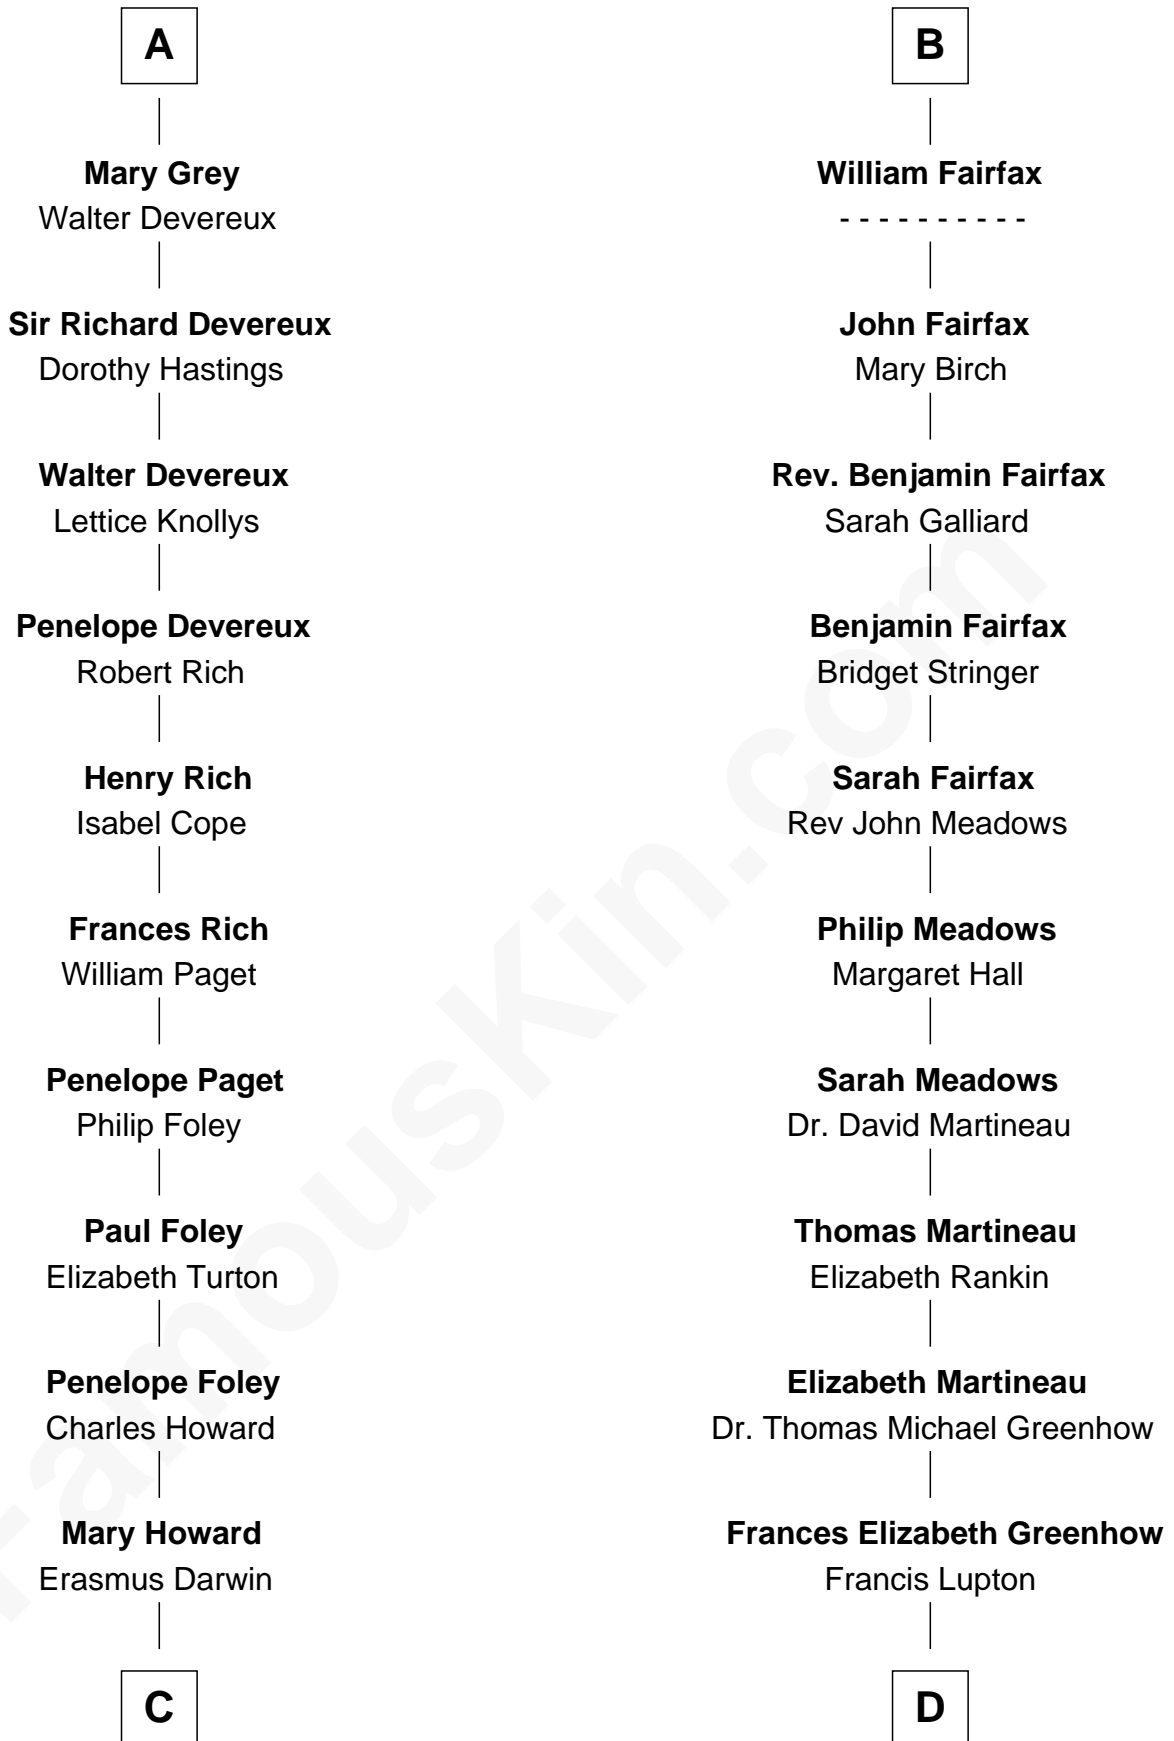 A
Mary Grey
Walter Devereux
Sir Richard Devereux
Dorothy Hastings
Walter Devereux
Lettice Knollys
Penelope Devereux
Robert Rich
Henry Rich
Isabel Cope
Frances Rich
William Paget
Penelope Paget
Philip Foley
Paul Foley
Elizabeth Turton
Penelope Foley
Charles Howard
Mary Howard
Erasmus Darwin
C
B
William Fairfax
- - - - - - - - - -
John Fairfax
Mary Birch
Rev. Benjamin Fairfax
Sarah Galliard
Benjamin Fairfax
Bridget Stringer
Sarah Fairfax
Rev John Meadows
Philip Meadows
Margaret Hall
Sarah Meadows
Dr. David Martineau
Thomas Martineau
Elizabeth Rankin
Elizabeth Martineau
Dr. Thomas Michael Greenhow
Frances Elizabeth Greenhow
Francis Lupton
D
FamousKin.com